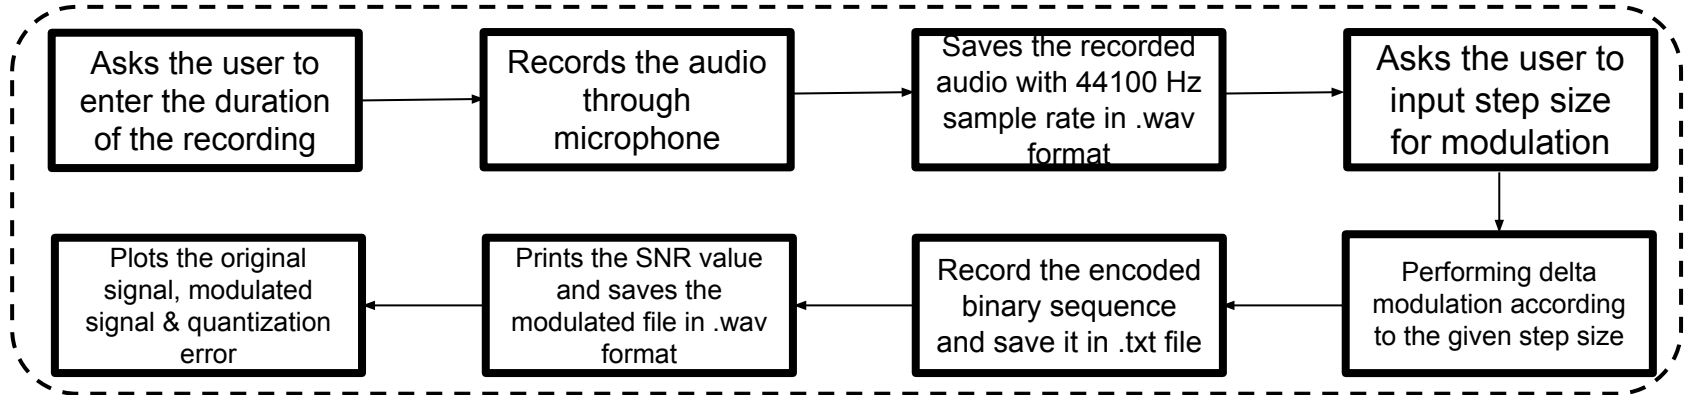 Asks the user to
enter the duration
of the recording
Records the audio
through
microphone
Saves the recorded
audio with 44100 Hz
sample rate in .wav
format
Asks the user to
input step size
for modulation
Performing delta
modulation according
to the given step size
Record the encoded
binary sequence
and save it in .txt file
Prints the SNR value
and saves the
modulated file in .wav
format
Plots the original
signal, modulated
signal & quantization
error